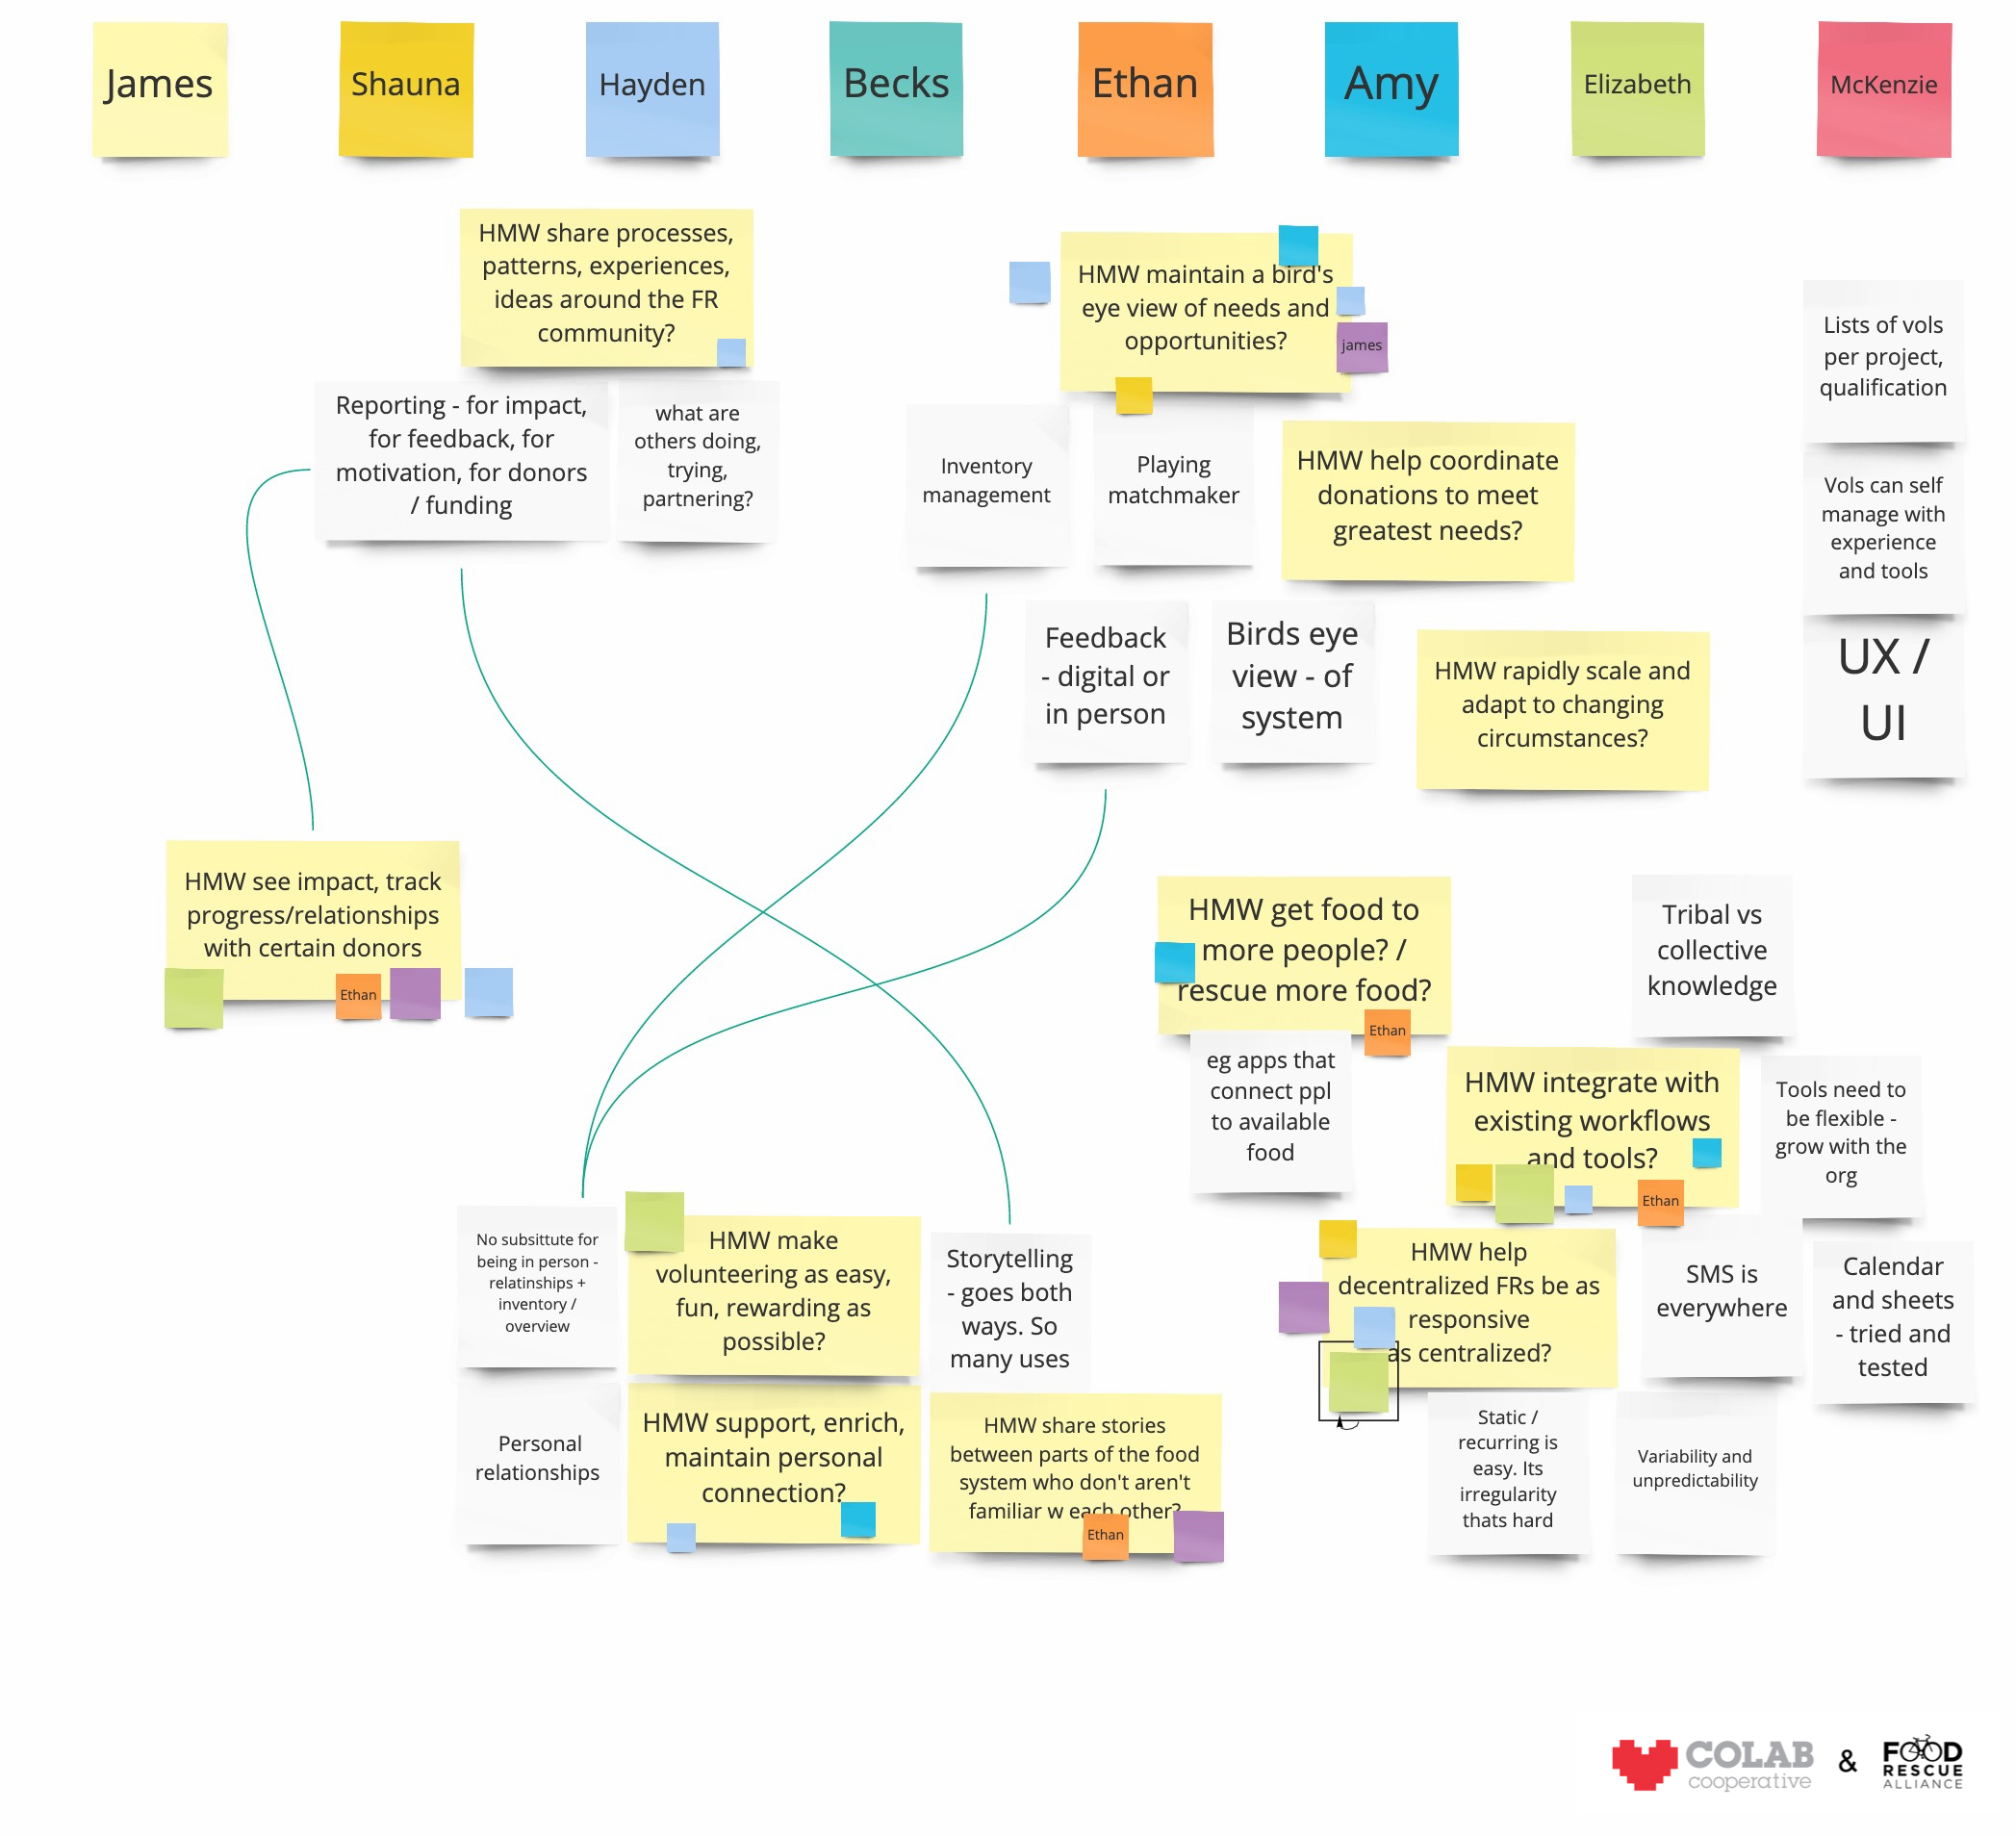 James
Shauna
Hayden
Becks
Ethan
Amy
Elizabeth
McKenzie
HMW share processes,
patterns, experiences,
ideas around the FR
community?
HMW maintain a bird's
eye view of needs and
opportunities?
james
Lists of vols
per project,
qualification
Reporting - for impact,
for feedback, for
motivation, for donors
/ funding
what are
others doing,
trying,
partnering?
Inventory
management
Playing
matchmaker
HMW help coordinate
donations to meet
greatest needs?
Vols can self
manage with
experience
and tools
Feedback
- digital or
in person
Birds eye
view - of
system
HMW rapidly scale and
adapt to changing
circumstances?
UX /
UI
HMW see impact, track
progress/relationships
with certain donors
Ethan
HMW get food to
more people? /
rescue more food?
Ethan
Tribal vs
collective
knowledge
eg apps that
connect ppl
to available
food
HMW integrate with
existing workflows
and tools?
Ethan
Tools need to
be flexible -
grow with the
org
No subsittute for
being in person -
relatinships +
inventory /
overview
HMW make
volunteering as easy,
fun, rewarding as
possible?
Storytelling
- goes both
ways. So
many uses
HMW help
decentralized FRs be as
responsive
as centralized?
SMS is
everywhere
Calendar
and sheets
- tried and
tested
Personal
relationships
HMW support, enrich,
maintain personal
connection?
HMW share stories
between parts of the food
system who don't aren't
familiar w each other?
Ethan
Static /
recurring is
easy. Its
irregularity
thats hard
Variability and
unpredictability
COLAB
cooperative
&
FOOD
RESCUE
ALLIANCE